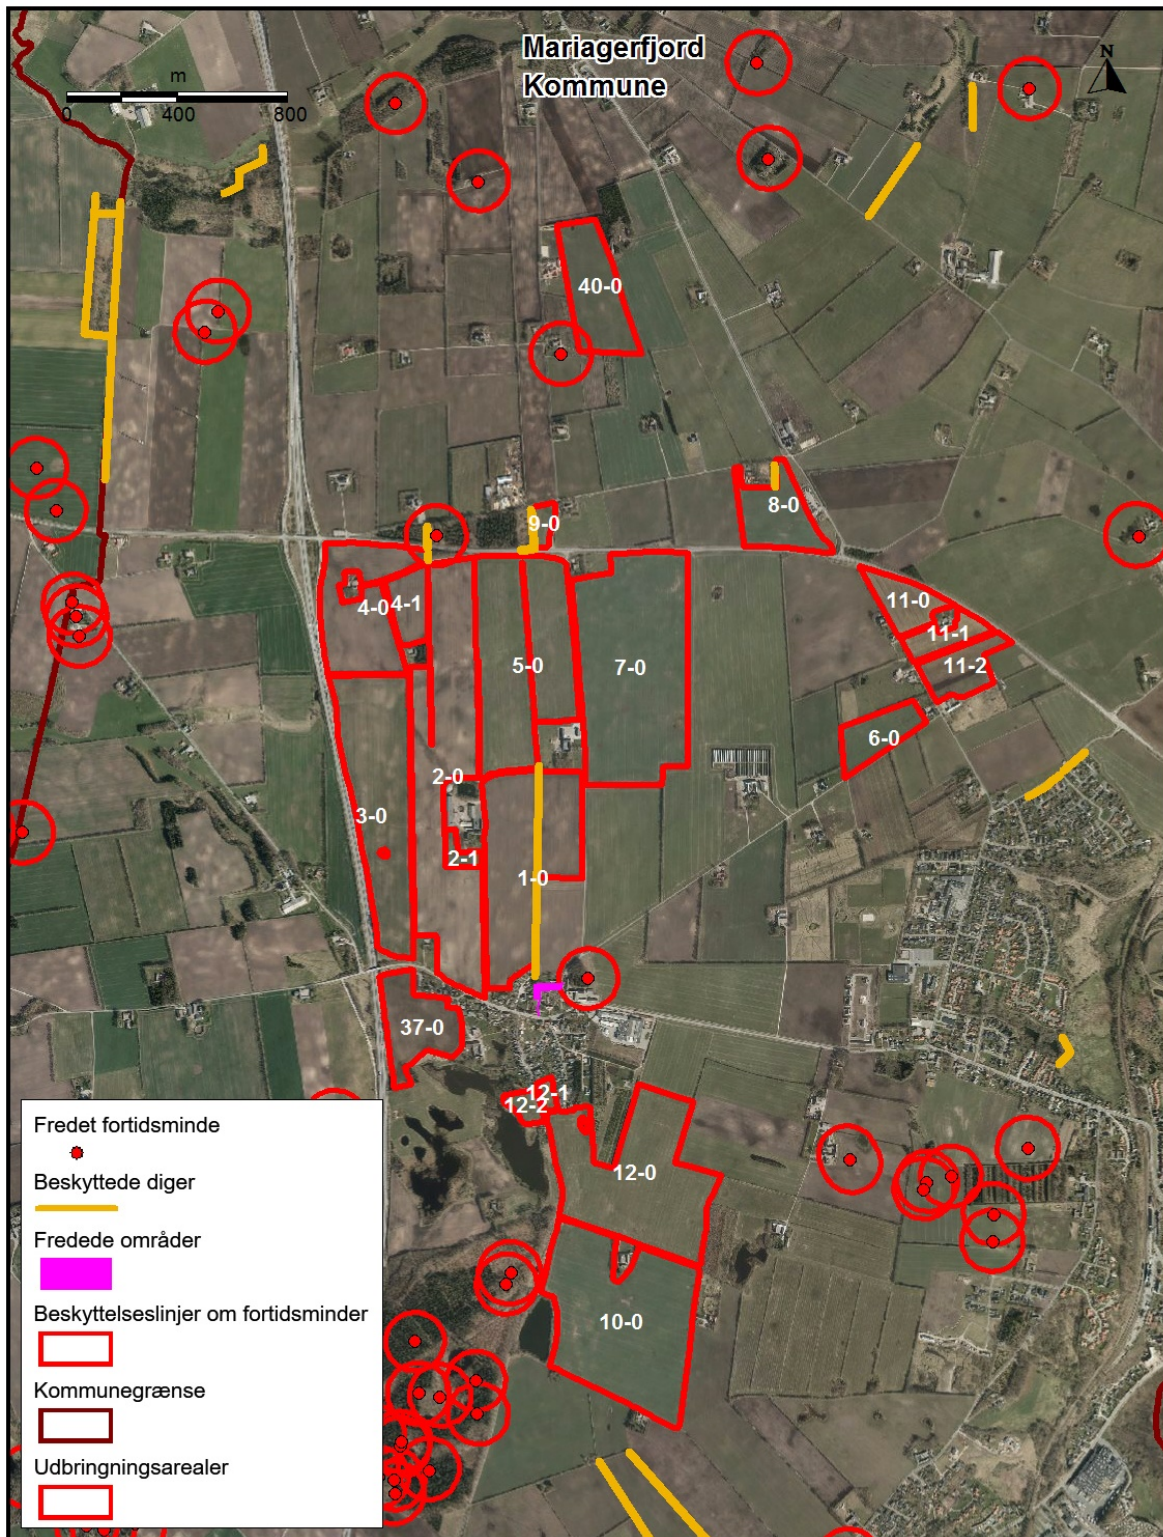 Mariagerfjord
Kommune
N
m
0 400 800
40-0
8-0
9-0
4-0
4-1
11-0
11-1
11-2
5-0
7-0
6-0
2-0
3-0
2-1
1-0
37-0
12-1
12-2
12-0
10-0
Fredet fortidsminde
Beskyttede diger
Fredede områder
Beskyttelseslinjer om fortidsminder
Kommunegrænse
Udbringningsarealer